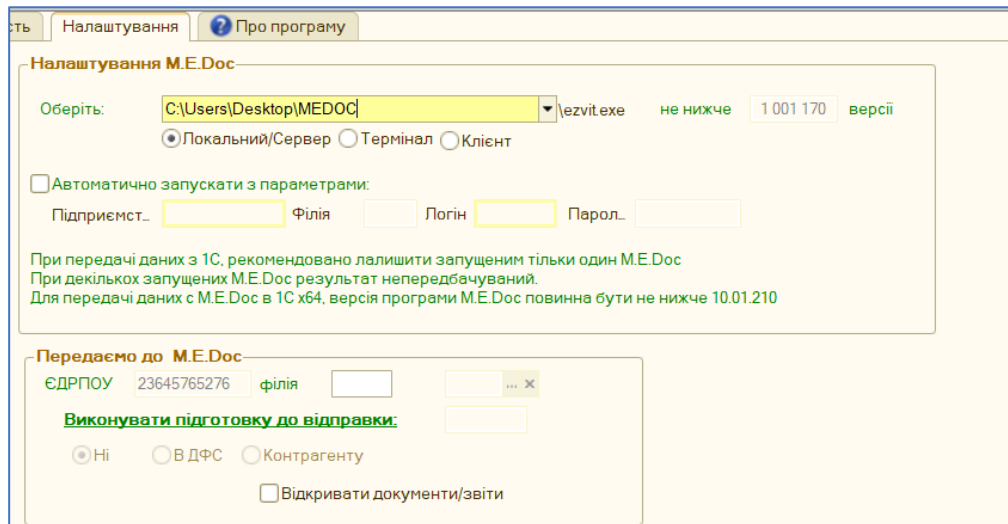 сть Налаштування Про програму
Налаштування M.E.Doc
Оберіть: C:\Users\Desktop\MEDOC \ezvit.exe не нижче 1 001 170 версії
Локальний/Сервер Термінал Клієнт
Автоматично запускати з параметрами:
Підприємст... Філія Логін Парол...
При передачі даних з 1С, рекомендовано лалишити запущеним тільки один M.E.Doc
При декількох запущених M.E.Doc результат непередбачуваний.
Для передачі даних с M.E.Doc в 1С x64, версія програми M.E.Doc повинна бути не нижче 10.01.210
Передаємо до M.E.Doc
ЄДРПОУ 23645765276 філія ... ×
Виконувати підготовку до відправки:
Ні В ДФС Контрагенту
Відкривати документи/звіти